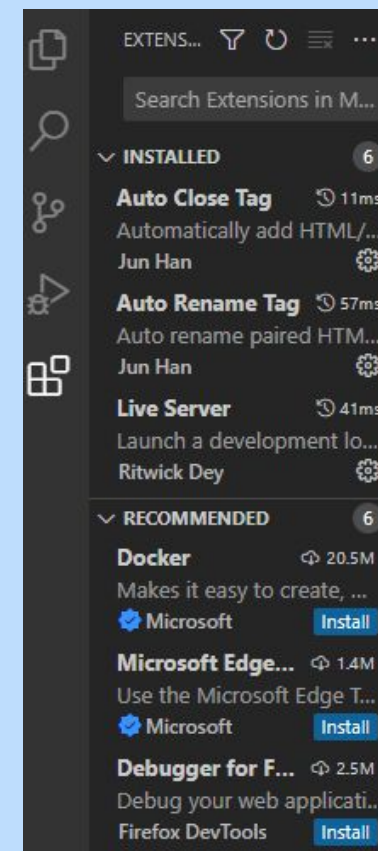 EXTENS...
Search Extensions in M...
INSTALLED 6
Auto Close Tag 11ms
Automatically add HTML/...
Jun Han
Auto Rename Tag 57ms
Auto rename paired HTM...
Jun Han
Live Server 41ms
Launch a development lo...
Ritwick Dey
RECOMMENDED 6
Docker 20.5M
Makes it easy to create, ...
Microsoft Install
Microsoft Edge... 1.4M
Use the Microsoft Edge T...
Microsoft Install
Debugger for F... 2.5M
Debug your web applicati...
Firefox DevTools Install